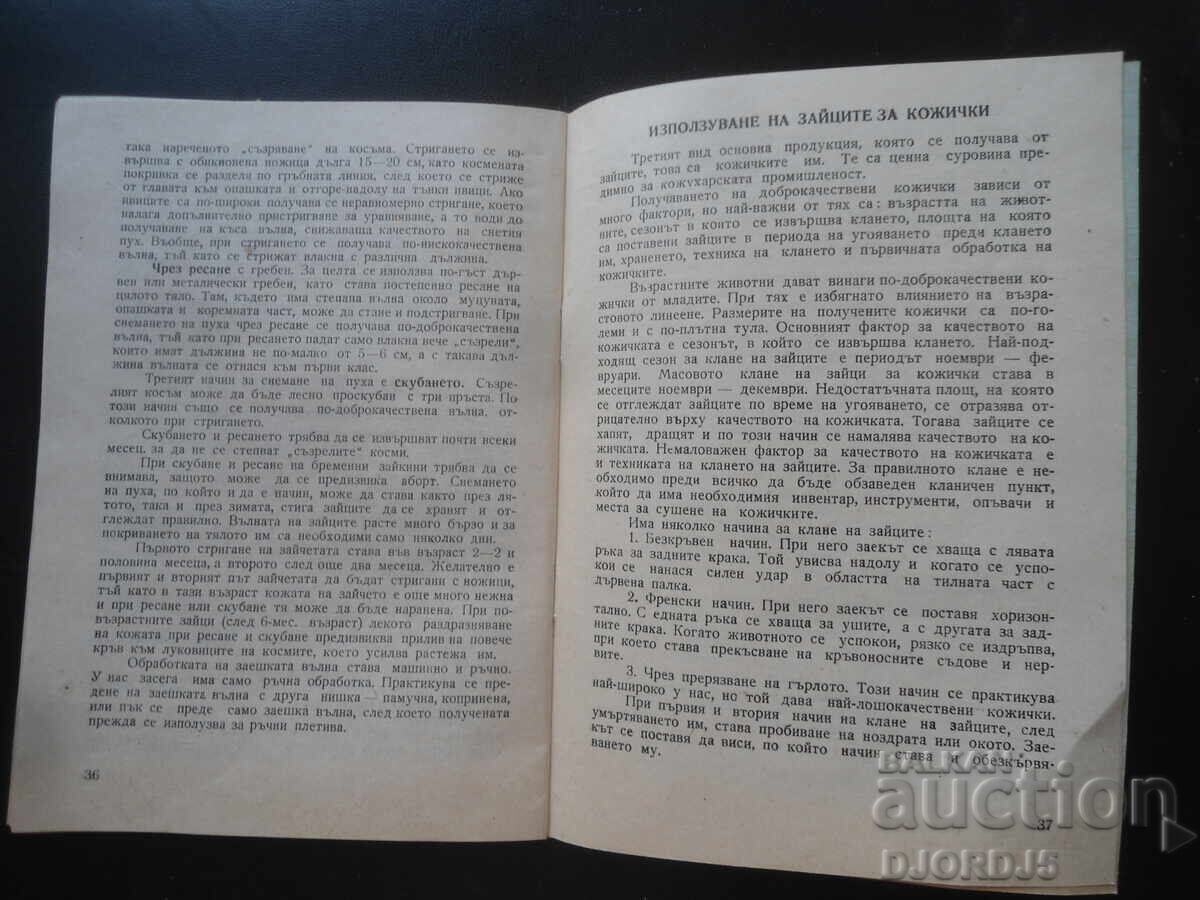 така нареченото „съзряване" на косъма. Стригането се из-
вършва с обикновена ножица дълга 15—20 см, като космената
покривка се разделя по гръбната линия, след което се стриже
от главата към опашката и отгоре-надолу на тънки ивици. Ако
ивиците са по-широки получава се неравномерно стригане, което
налага допълнително пристригване за уравняване, а то води до
получаване на къса вълна, снижаваща качеството на снетия
пух. Въобще, при стригането се получава по-нискокачествена
вълна, тъй като се стрижат влакна с различна дължина.
Чрез ресане с гребен. За целта се използва по-гъст дър-
вен или металически гребен, като става постепенно ресане на
цялото тяло. Там, където има степана вълна около муцуната,
опашката и коремната част, може да стане и подстригване. При
снемането на пуха чрез ресане се получава по-доброкачествена
вълна, тъй като при ресането падат само влакна вече „съзрели",
които имат дължина не по-малко от 5—6 см, а с такава дъл-
жина вълната се отнася към първи клас.
Третият начин за снемане на пуха е скубането. Съзре-
лият косъм може да бъде лесно проскубан с три пръста. По
този начин също се получава по-доброкачествена вълна, от-
колкото при стригането.
Скубането и ресането трябва да се извършват почти всеки
месец, за да не се степват „съзрелите" косми.
При скубане и ресане на бременни зайкини трябва да се
внимава, защото може да се предизвика аборт. Снемането
на пуха, по който и да е начин, може да става както през ля-
тото, така и през зимата, стига зайците да се хранят и от-
глеждат правилно. Вълната на зайците расте много бързо и за
покриването на тялото им са необходими само няколко дни.
Първото стригане на зайчетата става във възраст 2—2 и
половина месеца, а второто след още два месеца. Желателно е
първият и вторият път зайчетата да бъдат стригани с ножици,
тъй като в тази възраст кожата на зайчето е още много нежна
и при ресане или скубане тя може да бъде наранена. При по-
възрастните зайци (след 6-мес. възраст) лекото раздразняване
на кожата при ресане и скубане предизвиква прилив на повече
кръв към луковиците на космите, което усилва растежа им.
Обработката на заешката вълна става машинно и ръчно.
У нас засега има само ръчна обработка. Практикува се пре-
дене на заешката вълна с друга нишка — памучна, копринена,
или пък се преде само заешка вълна, след което получената
прежда се използва за ръчни плетива.
36
ИЗПОЛЗУВАНЕ НА ЗАЙЦИТЕ ЗА КОЖИЧКИ
Третият вид основна продукция, която се получава от
зайците, това са кожичките им. Те са ценна суровина пре-
димно за кожухарската промишленост.
Получаването на доброкачествени кожички зависи от
много фактори, но най-важни от тях са: възрастта на живот-
ните, сезонът в който се извършва клането, площта на която
са поставени зайците в периода на угояването преди клането
им, храненето, техника на клането и първичната обработка на
кожичките.
Възрастните животни дават винаги по-доброкачествени ко-
жички от младите. При тях е избягнато влиянието на възра-
стовото линеене. Размерите на получените кожички са по-го-
леми и с по-плътна тула. Основният фактор за качеството на
кожичката е сезонът, в който се извършва клането. Най-под-
ходящ сезон за клане на зайците е периодът ноември — фе-
вруари. Масовото клане на зайци за кожички става в
месеците ноември — декември. Недостатъчната площ, на която
се отглеждат зайците по време на угояването, се отразява от-
рицателно върху качеството на кожичката. Тогава зайците се
хапят, дращят и по този начин се намалява качеството на ко-
жичката. Немаловажен фактор за качеството на кожичката е
и техниката на клането на зайците. За правилното клане е не-
обходимо преди всичко да бъде обзаведен кланичен пункт,
който да има необходимия инвентар, инструменти, опъвачи и
места за сушене на кожичките.
Има няколко начина за клане на зайците:
1. Безкръвен начин. При него заекът се хваща с лявата
ръка за задните крака. Той увисва надолу и когато се успо-
кои се нанася силен удар в областта на тилната част с
дървена палка.
2. Френски начин. При него заекът се поставя хоризон-
тално. С едната ръка се хваща за ушите, а с другата за зад-
ните крака. Когато животното се успокои, рязко се издърпва,
при което става прекъсване на кръвоносните съдове и нер-
вите.
3. Чрез прерязване на гърлото. Този начин се практикува
най-широко у нас, но той дава най-лошокачествени кожички.
При първия и втория начин на клане на зайците, след
умъртвяването им, става пробиване на ноздрата или окото. Зае-
кът се поставя да виси, по който начин става и обезкървя-
ването му.
37
BALKAN
auction
DJORDJ5